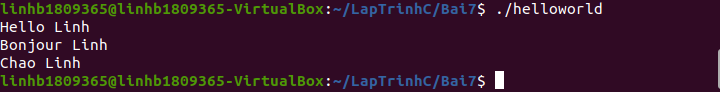 linhb1809365@linhb1809365-VirtualBox:~/LapTrinhC/Bai7$ ./helloworld
Hello Linh
Bonjour Linh
Chao Linh
linhb1809365@linhb1809365-VirtualBox:~/LapTrinhC/Bai7$